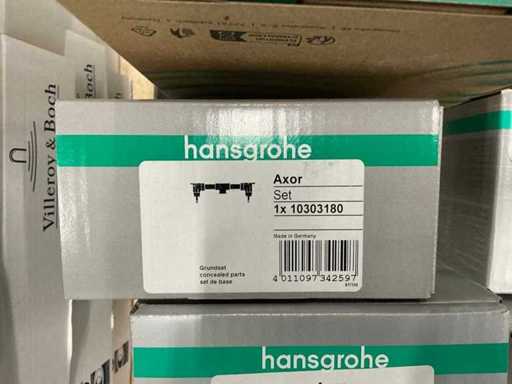 Villeroy & Boch
hansgrohe
Axor
Set
1x 10303180
Made in Germany
Grundset
concealed parts
set de base
4 011097 342597
hansgrohe